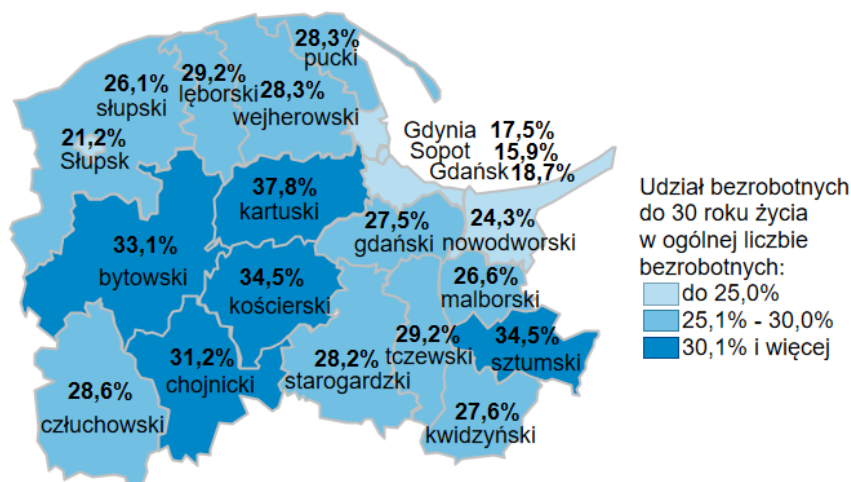 28,3%
pucki
29,2%
lęborski
26,1%
słupski
28,3%
wejherowski
21,2%
Słupsk
Gdynia 17,5%
Sopot 15,9%
Gdańsk 18,7%
37,8%
kartuski
27,5%
gdański
24,3%
nowodworski
33,1%
bytowski
34,5%
kościerski
26,6%
malborski
29,2%
tczewski
34,5%
sztumski
31,2%
chojnicki
28,2%
starogardzki
28,6%
człuchowski
27,6%
kwidzyński
Udział bezrobotnych
do 30 roku życia
w ogólnej liczbie
bezrobotnych:
do 25,0%
25,1% - 30,0%
30,1% i więcej